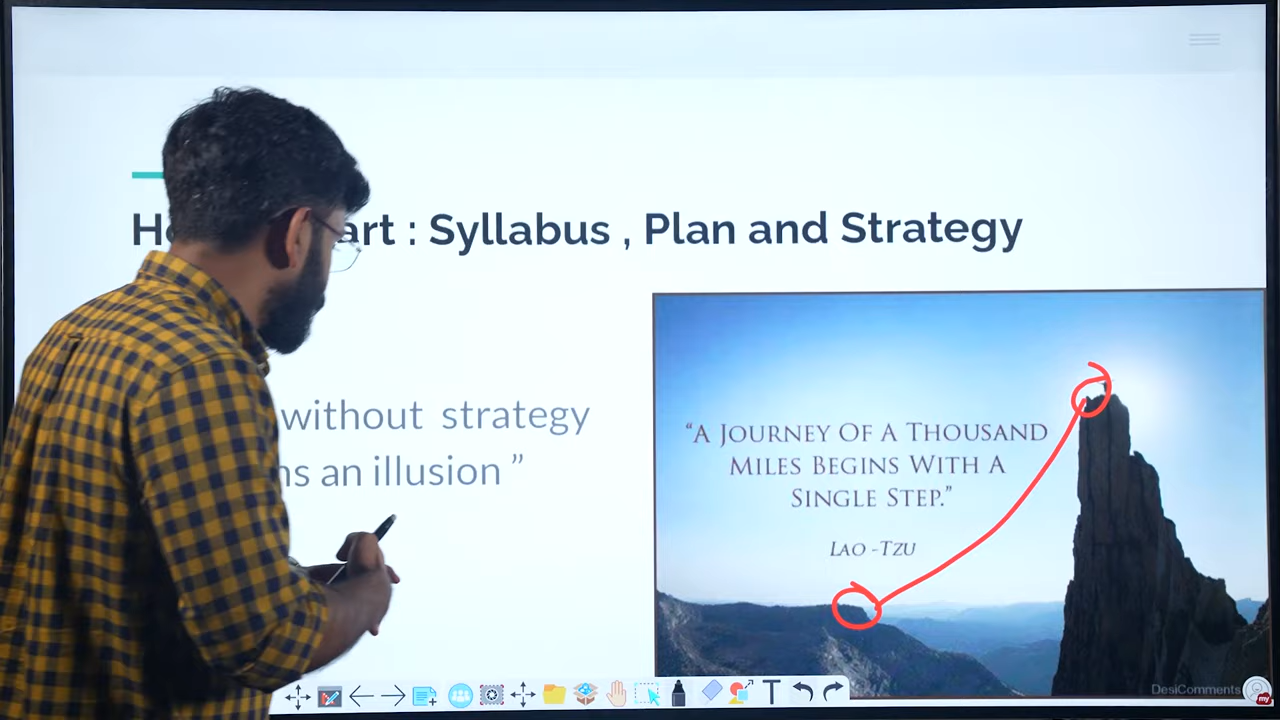 art : Syllabus , Plan and Strategy
without strategy
an illusion ”
“A JOURNEY OF A THOUSAND
MILES BEGINS WITH A
SINGLE STEP.”
LAO -TZU
DesiComments
my